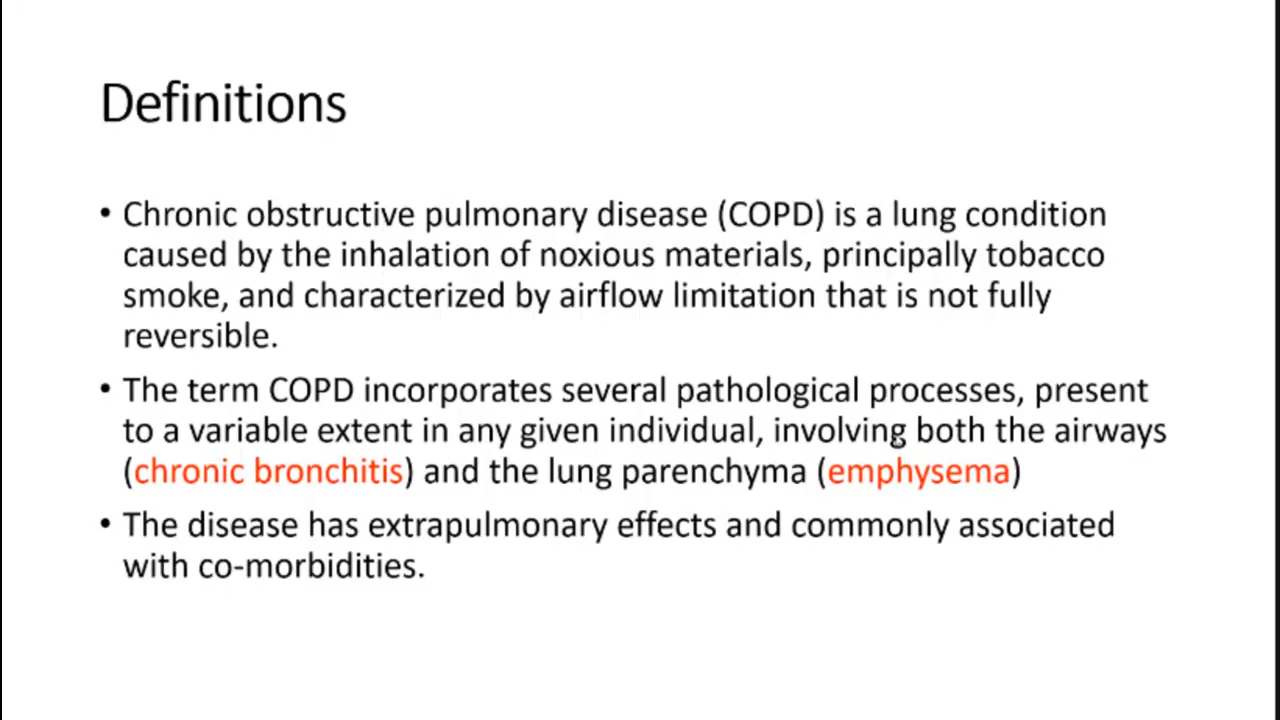 Definitions
• Chronic obstructive pulmonary disease (COPD) is a lung condition
caused by the inhalation of noxious materials, principally tobacco
smoke, and characterized by airflow limitation that is not fully
reversible.
• The term COPD incorporates several pathological processes, present
to a variable extent in any given individual, involving both the airways
(chronic bronchitis) and the lung parenchyma (emphysema)
• The disease has extrapulmonary effects and commonly associated
with co-morbidities.